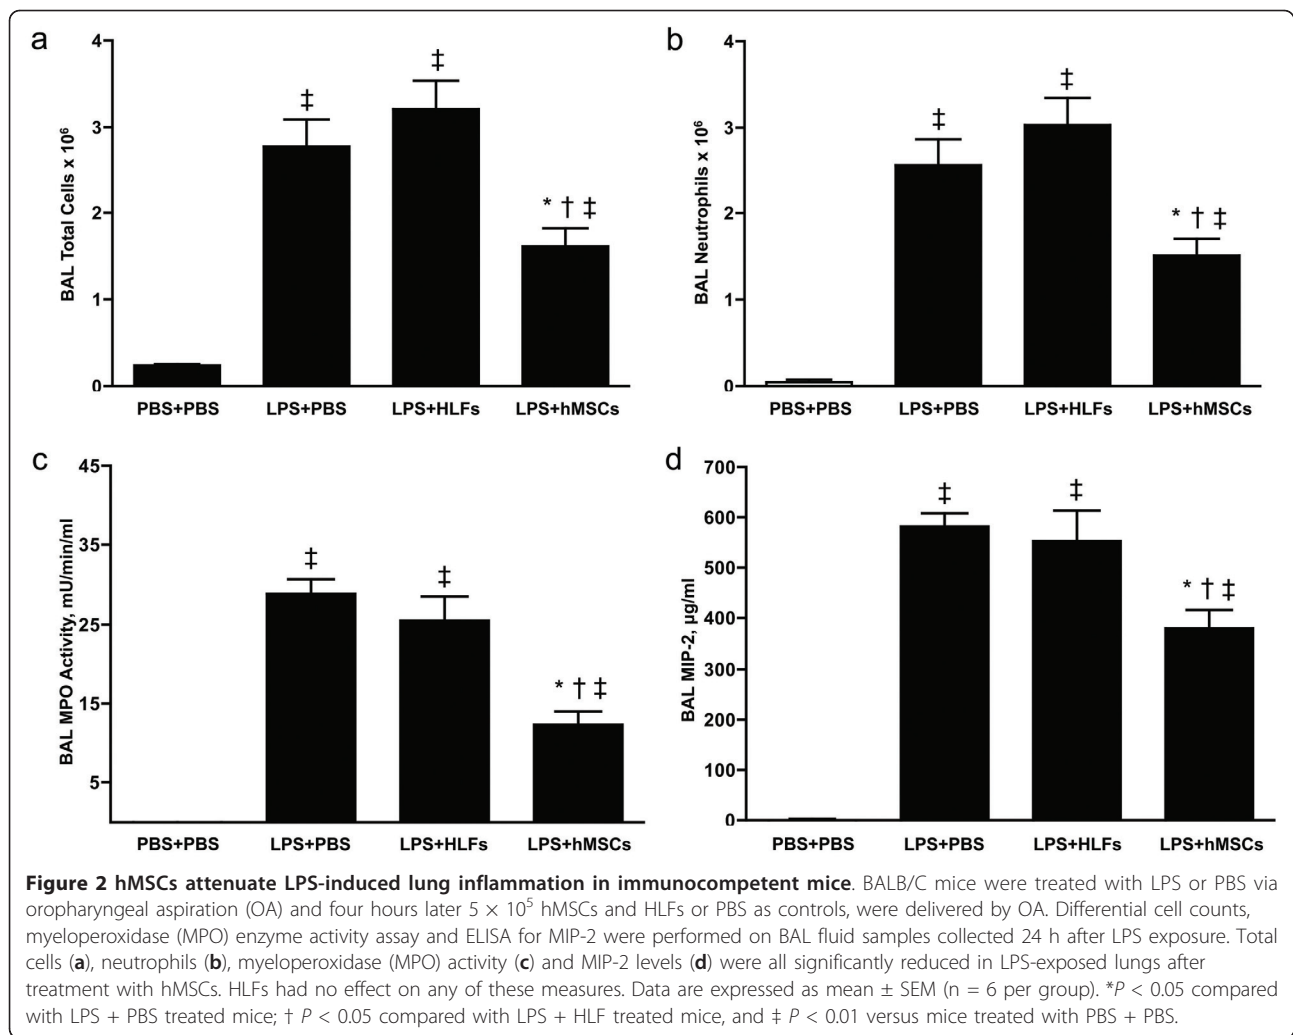 a
BAL Total Cells x 10⁶
4
3
2
1
0
‡
‡
* † ‡
PBS+PBS LPS+PBS LPS+HLFs LPS+hMSCs
b
BAL Neutrophils x 10⁶
4
3
2
1
0
‡
‡
* † ‡
PBS+PBS LPS+PBS LPS+HLFs LPS+hMSCs
c
BAL MPO Activity, mU/min/ml
45
35
25
15
5
‡
‡
* † ‡
PBS+PBS LPS+PBS LPS+HLFs LPS+hMSCs
d
BAL MIP-2, µg/ml
700
600
500
400
300
200
100
0
‡
‡
* † ‡
PBS+PBS LPS+PBS LPS+HLFs LPS+hMSCs
Figure 2 hMSCs attenuate LPS-induced lung inflammation in immunocompetent mice. BALB/C mice were treated with LPS or PBS via
oropharyngeal aspiration (OA) and four hours later 5 × 10⁵ hMSCs and HLFs or PBS as controls, were delivered by OA. Differential cell counts,
myeloperoxidase (MPO) enzyme activity assay and ELISA for MIP-2 were performed on BAL fluid samples collected 24 h after LPS exposure. Total
cells (a), neutrophils (b), myeloperoxidase (MPO) activity (c) and MIP-2 levels (d) were all significantly reduced in LPS-exposed lungs after
treatment with hMSCs. HLFs had no effect on any of these measures. Data are expressed as mean ± SEM (n = 6 per group). *P < 0.05 compared
with LPS + PBS treated mice; † P < 0.05 compared with LPS + HLF treated mice, and ‡ P < 0.01 versus mice treated with PBS + PBS.